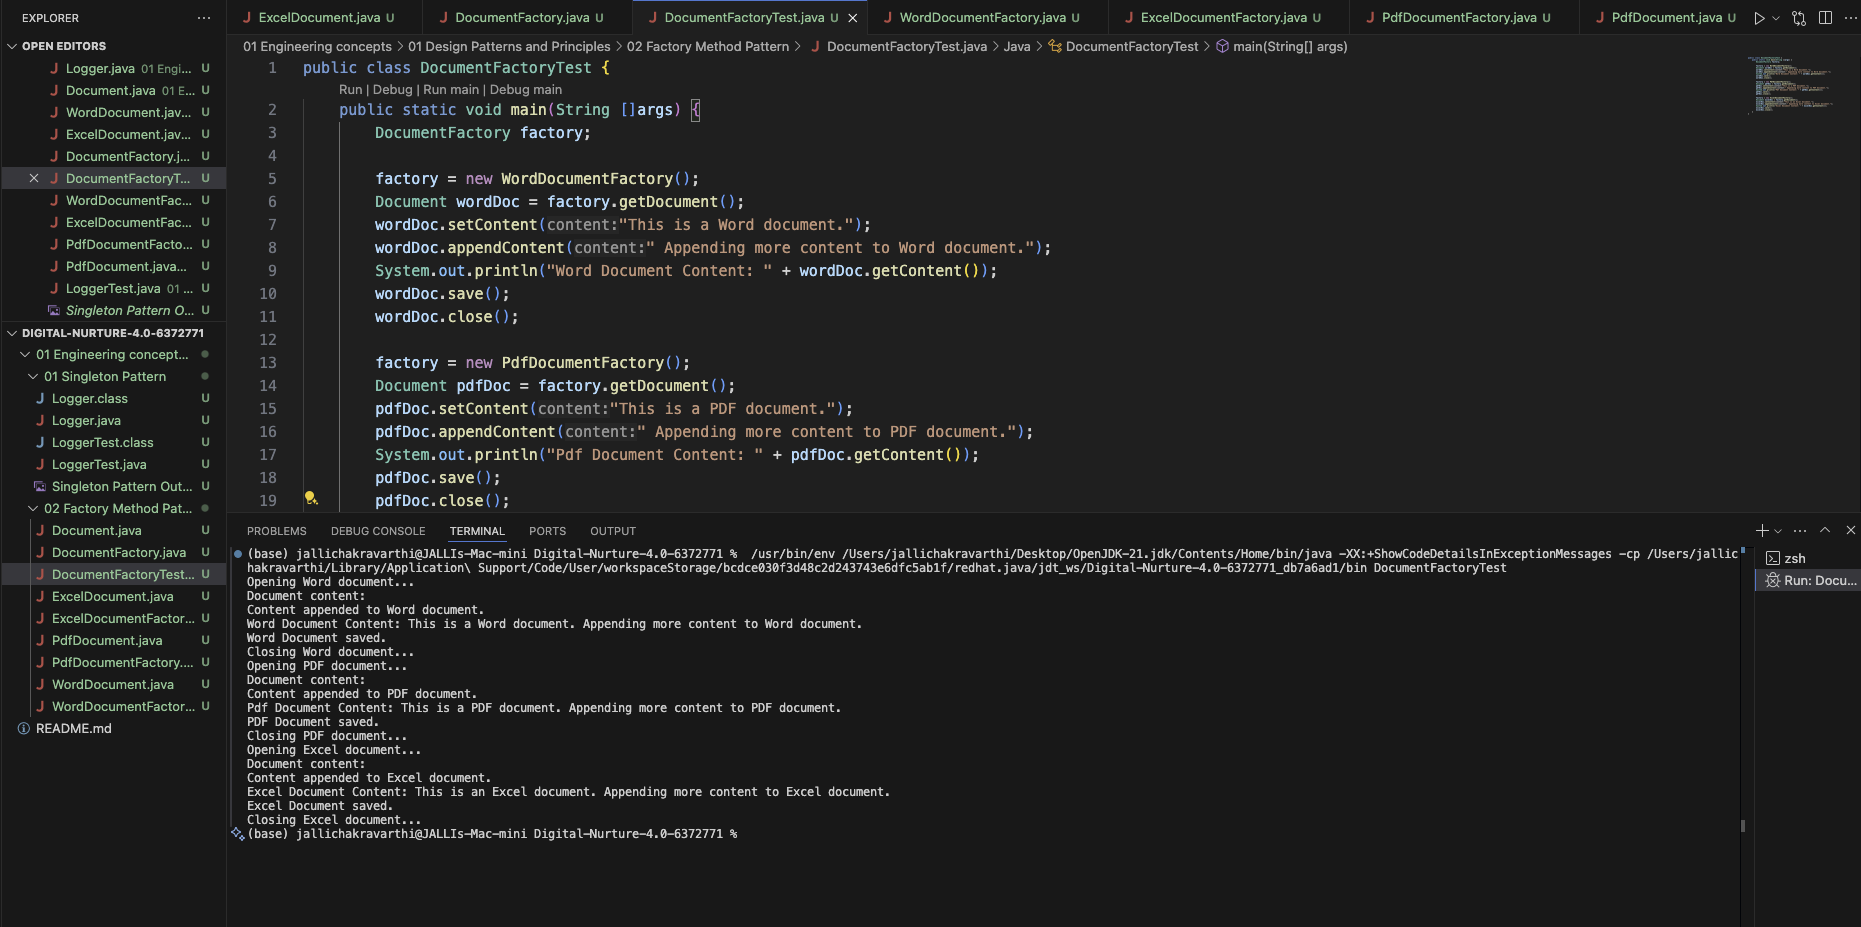 EXPLORER
OPEN EDITORS
Logger.java 01 Engi... U
Document.java 01 E... U
WordDocument.jav... U
ExcelDocument.jav... U
DocumentFactory.j... U
DocumentFactoryT... U
WordDocumentFac... U
ExcelDocumentFac... U
PdfDocumentFacto... U
PdfDocument.java... U
LoggerTest.java 01 ... U
Singleton Pattern O... U
DIGITAL-NURTURE-4.0-6372771
01 Engineering concept...
01 Singleton Pattern
Logger.class U
Logger.java U
LoggerTest.class U
LoggerTest.java U
Singleton Pattern Out... U
02 Factory Method Pat...
Document.java U
DocumentFactory.java U
DocumentFactoryTest... U
ExcelDocument.java U
ExcelDocumentFactor... U
PdfDocument.java U
PdfDocumentFactory.... U
WordDocument.java U
WordDocumentFactor... U
README.md
ExcelDocument.java U
DocumentFactory.java U
DocumentFactoryTest.java U
WordDocumentFactory.java U
ExcelDocumentFactory.java U
PdfDocumentFactory.java U
PdfDocument.java U
01 Engineering concepts > 01 Design Patterns and Principles > 02 Factory Method Pattern > DocumentFactoryTest.java > Java > DocumentFactoryTest > main(String[] args)
1 public class DocumentFactoryTest {
Run | Debug | Run main | Debug main
2 public static void main(String []args) {
3 DocumentFactory factory;
4
5 factory = new WordDocumentFactory();
6 Document wordDoc = factory.getDocument();
7 wordDoc.setContent(content:"This is a Word document.");
8 wordDoc.appendContent(content:" Appending more content to Word document.");
9 System.out.println("Word Document Content: " + wordDoc.getContent());
10 wordDoc.save();
11 wordDoc.close();
12
13 factory = new PdfDocumentFactory();
14 Document pdfDoc = factory.getDocument();
15 pdfDoc.setContent(content:"This is a PDF document.");
16 pdfDoc.appendContent(content:" Appending more content to PDF document.");
17 System.out.println("Pdf Document Content: " + pdfDoc.getContent());
18 pdfDoc.save();
19 pdfDoc.close();
PROBLEMS DEBUG CONSOLE TERMINAL PORTS OUTPUT
(base) jallichakravarthi@JALLIs-Mac-mini Digital-Nurture-4.0-6372771 % /usr/bin/env /Users/jallichakravarthi/Desktop/OpenJDK-21.jdk/Contents/Home/bin/java -XX:+ShowCodeDetailsInExceptionMessages -cp /Users/jallic
hakravarthi/Library/Application\ Support/Code/User/workspaceStorage/bcdce030f3d48c2d243743e6dfc5ab1f/redhat.java/jdt_ws/Digital-Nurture-4.0-6372771_db7a6ad1/bin DocumentFactoryTest
Opening Word document...
Document content:
Content appended to Word document.
Word Document Content: This is a Word document. Appending more content to Word document.
Word Document saved.
Closing Word document...
Opening PDF document...
Document content:
Content appended to PDF document.
Pdf Document Content: This is a PDF document. Appending more content to PDF document.
PDF Document saved.
Closing PDF document...
Opening Excel document...
Document content:
Content appended to Excel document.
Excel Document Content: This is an Excel document. Appending more content to Excel document.
Excel Document saved.
Closing Excel document...
(base) jallichakravarthi@JALLIs-Mac-mini Digital-Nurture-4.0-6372771 %
zsh
Run: Docu...